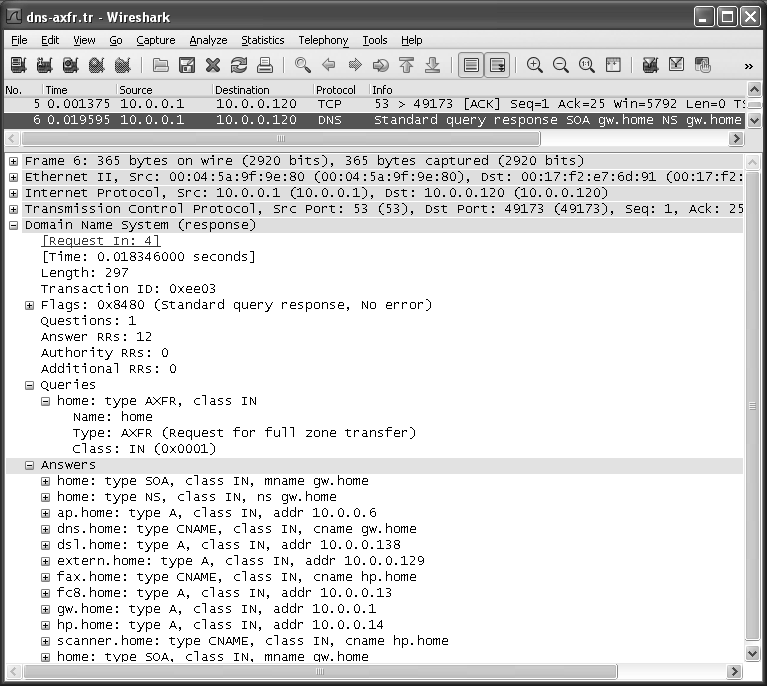 dns-axfr.tr - Wireshark
File Edit View Go Capture Analyze Statistics Telephony Tools Help
No. Time Source Destination Protocol Info
5 0.001375 10.0.0.1 10.0.0.120 TCP 53 > 49173 [ACK] Seq=1 Ack=25 Win=5792 Len=0 TS
6 0.019595 10.0.0.1 10.0.0.120 DNS Standard query response SOA gw.home NS gw.home
Frame 6: 365 bytes on wire (2920 bits), 365 bytes captured (2920 bits)
Ethernet II, Src: 00:04:5a:9f:9e:80 (00:04:5a:9f:9e:80), Dst: 00:17:f2:e7:6d:91 (00:17:f2:
Internet Protocol, Src: 10.0.0.1 (10.0.0.1), Dst: 10.0.0.120 (10.0.0.120)
Transmission Control Protocol, Src Port: 53 (53), Dst Port: 49173 (49173), Seq: 1, Ack: 25
Domain Name System (response)
[Request In: 4]
[Time: 0.018346000 seconds]
Length: 297
Transaction ID: 0xee03
Flags: 0x8480 (Standard query response, No error)
Questions: 1
Answer RRs: 12
Authority RRs: 0
Additional RRs: 0
Queries
home: type AXFR, class IN
Name: home
Type: AXFR (Request for full zone transfer)
Class: IN (0x0001)
Answers
home: type SOA, class IN, mname gw.home
home: type NS, class IN, ns gw.home
ap.home: type A, class IN, addr 10.0.0.6
dns.home: type CNAME, class IN, cname gw.home
dsl.home: type A, class IN, addr 10.0.0.138
extern.home: type A, class IN, addr 10.0.0.129
fax.home: type CNAME, class IN, cname hp.home
fc8.home: type A, class IN, addr 10.0.0.13
gw.home: type A, class IN, addr 10.0.0.1
hp.home: type A, class IN, addr 10.0.0.14
scanner.home: type CNAME, class IN, cname hp.home
home: type SOA, class IN, mname gw.home